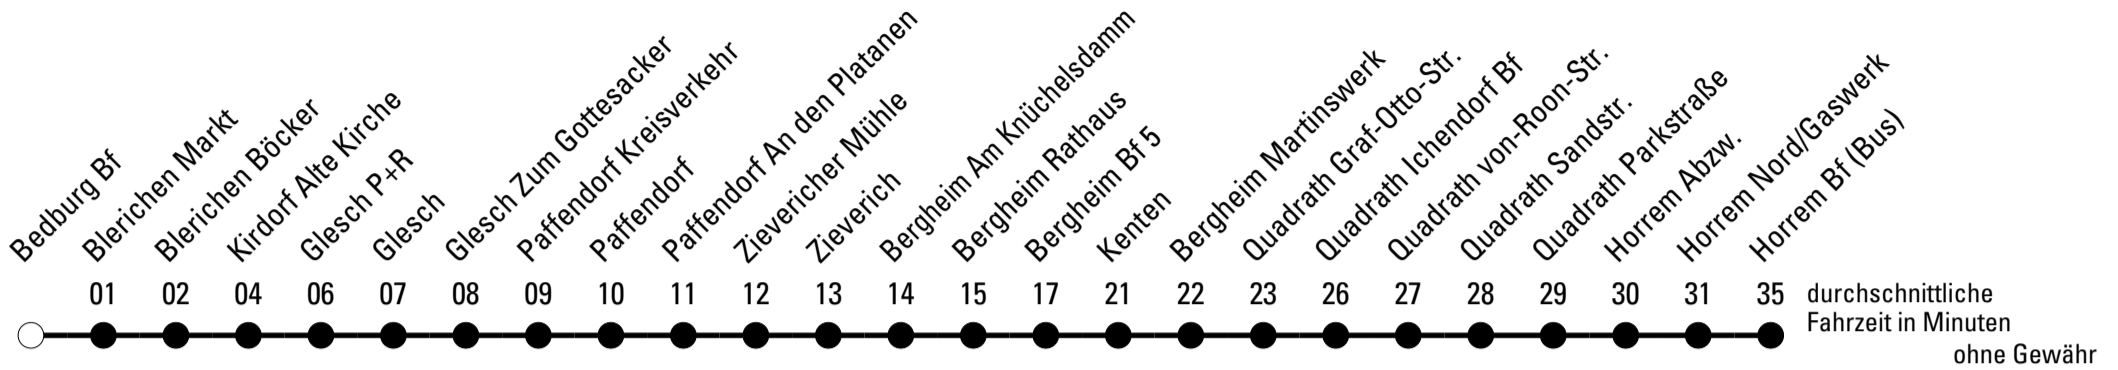 Bedburg Bf
Blerichen Markt
Blerichen Böcker
Kirdorf Alte Kirche
Glesch P+R
Glesch
Glesch Zum Gottesacker
Paffendorf Kreisverkehr
Paffendorf
Paffendorf An den Platanen
Zievericher Mühle
Zieverich
Bergheim Am Knüchelsdamm
Bergheim Rathaus
Bergheim Bf 5
Kenten
Bergheim Martinswerk
Quadrath Graf-Otto-Str.
Quadrath Ichendorf Bf
Quadrath von-Roon-Str.
Quadrath Sandstr.
Quadrath Parkstraße
Horrem Abzw.
Horrem Nord/Gaswerk
Horrem Bf (Bus)
01 02 04 06 07 08 09 10 11 12 13 14 15 17 21 22 23 26 27 28 29 30 31 35
durchschnittliche
Fahrzeit in Minuten
ohne Gewähr